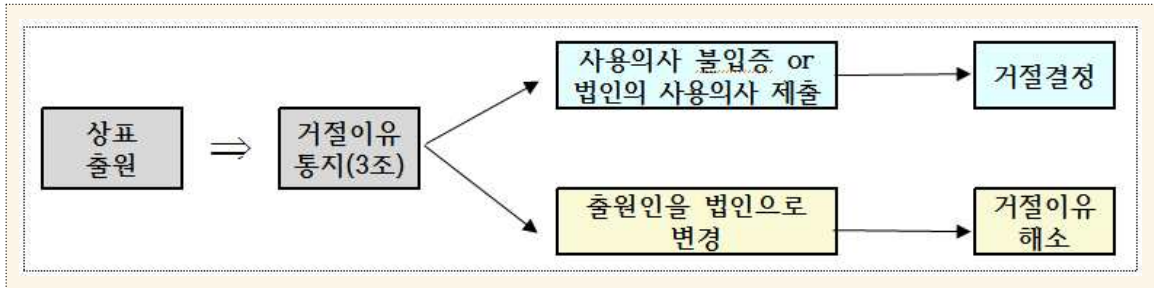 상표
출원
⇒
거절이유
통지(3조)
사용의사 불입증 or
법인의 사용의사 제출
거절결정
출원인을 법인으로
변경
거절이유
해소